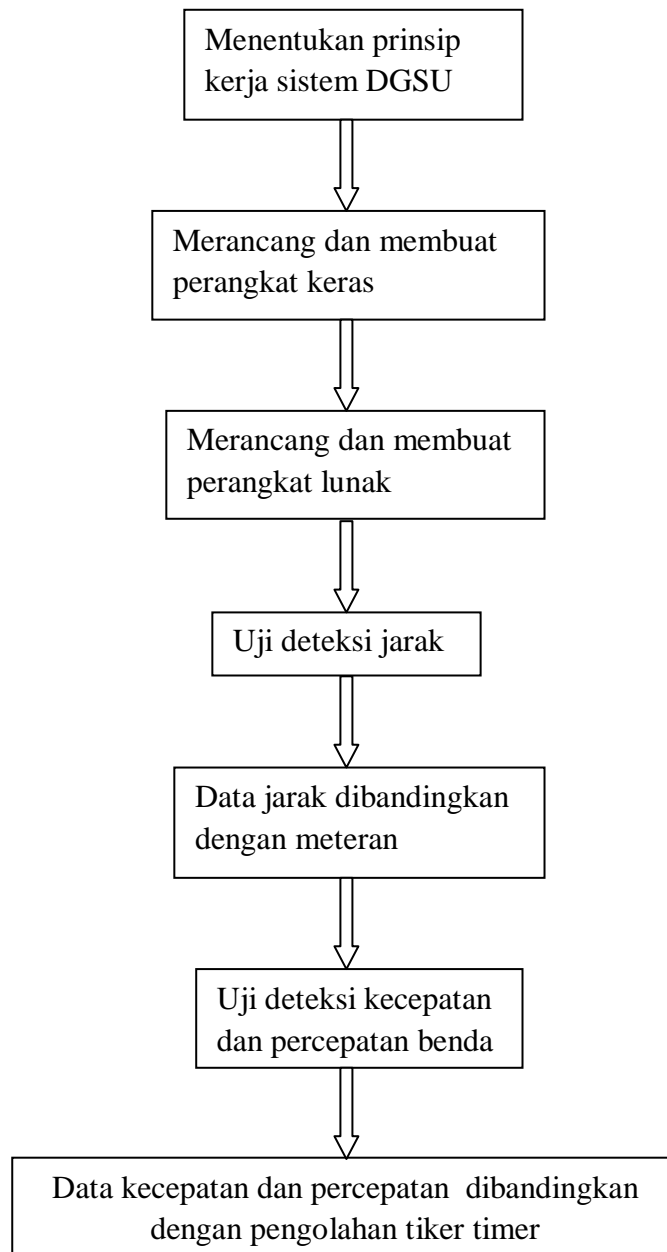 Menentukan prinsip
kerja sistem DGSU
Merancang dan membuat
perangkat keras
Merancang dan membuat
perangkat lunak
Uji deteksi jarak
Data jarak dibandingkan
dengan meteran
Uji deteksi kecepatan
dan percepatan benda
Data kecepatan dan percepatan dibandingkan
dengan pengolahan tiker timer